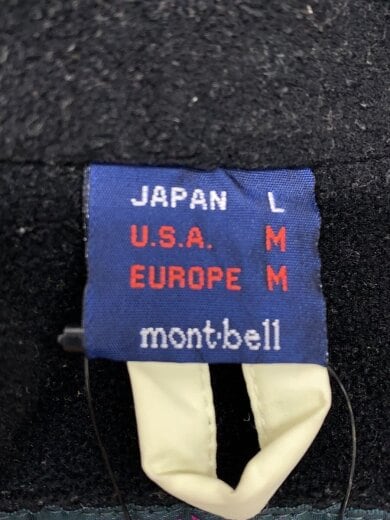 JAPAN L
U.S.A. M
EUROPE M
mont·bell